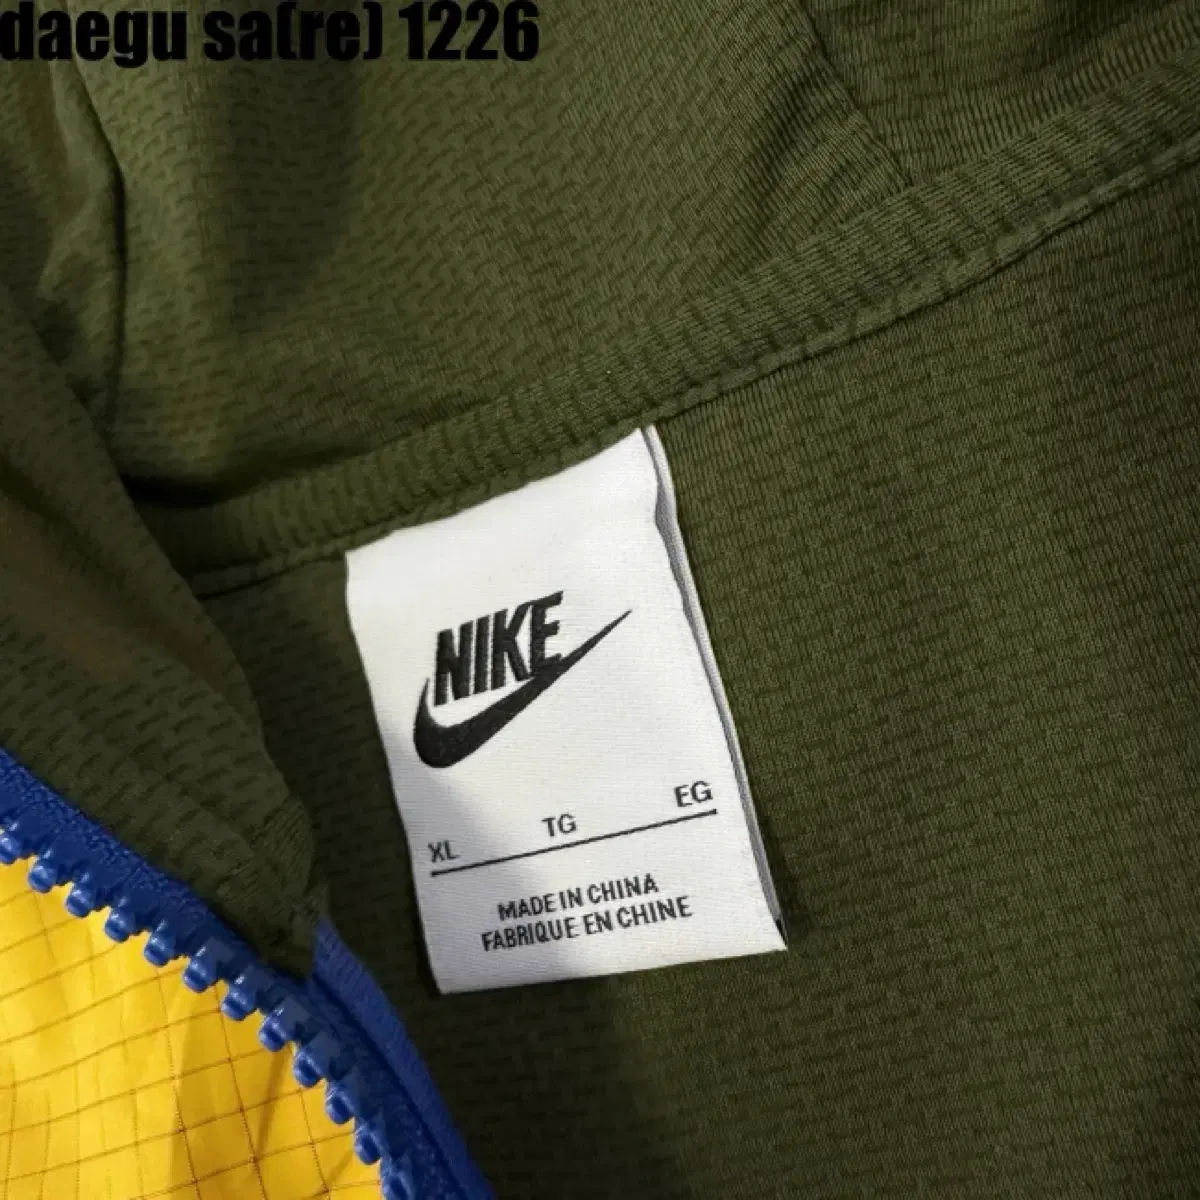 daegu sa(re) 1226
NIKE
XL TG EG
MADE IN CHINA
FABRIQUE EN CHINE